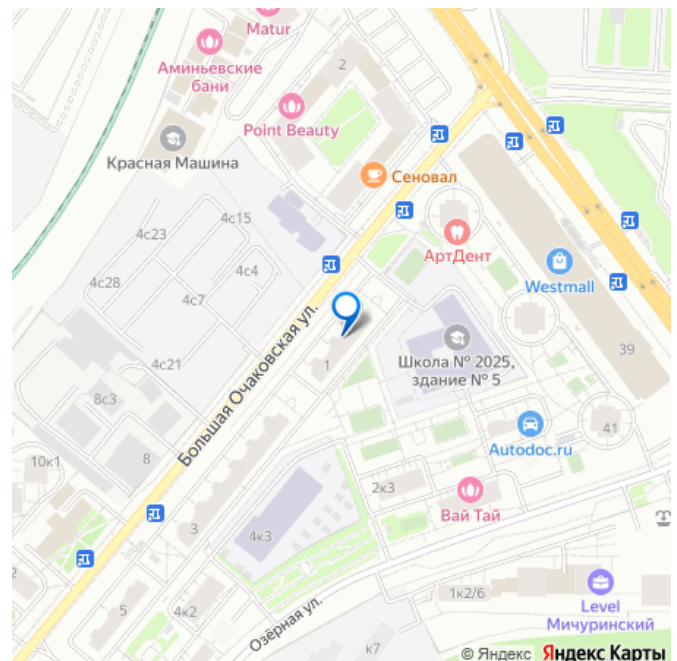 Matur
Аминьевские
бани
2
Point Beauty
Красная Машина
Сеновал
4с15
4с23
АртДент
4с4
4с28
Westmall
4с7
Большая Очаковская ул.
39
Школа № 2025,
здание № 5
4с21
1
8с3
41
Autodoc.ru
10к1
8
2к3
Вай Тай
3
4к3
2
1к2/6
5
4к2
Level
Мичуринский
Озёрная ул.
к7
© Яндекс Яндекс Карты